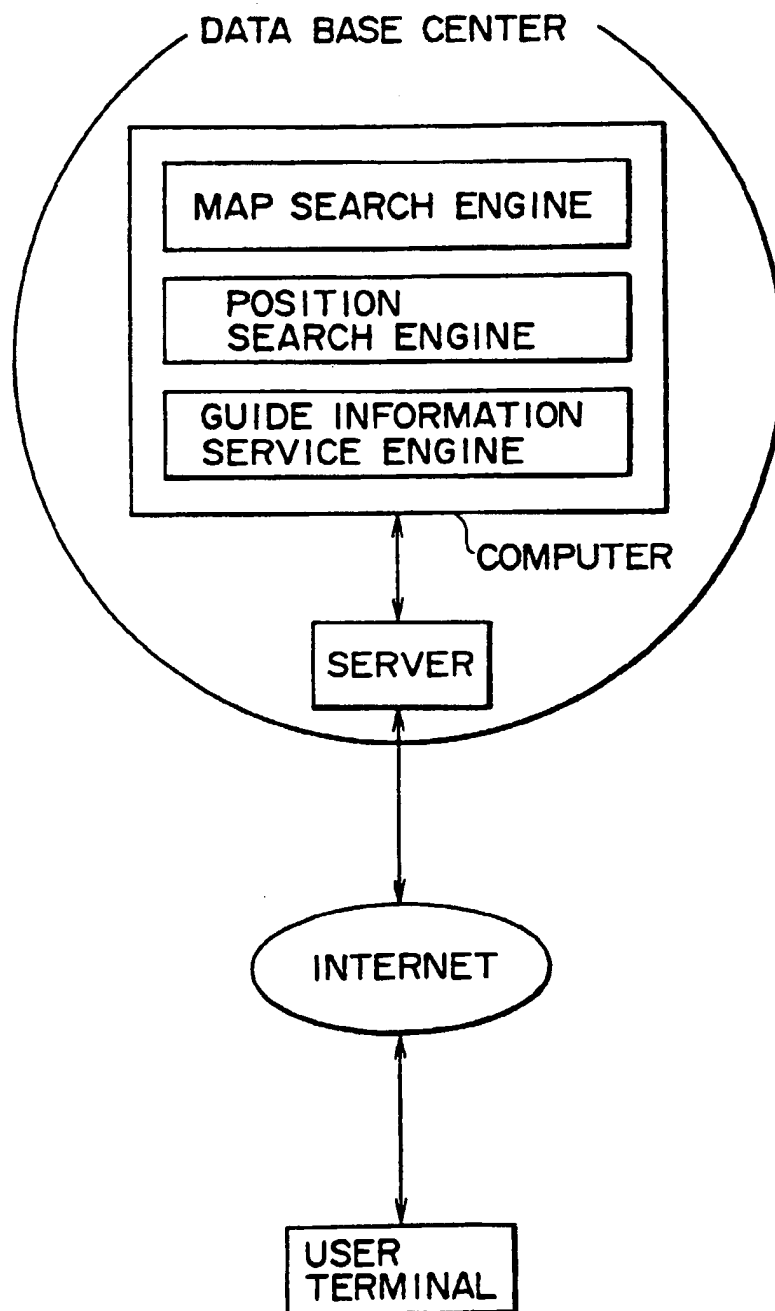 DATA BASE CENTER
MAP SEARCH ENGINE
POSITION
SEARCH ENGINE
GUIDE INFORMATION
SERVICE ENGINE
COMPUTER
SERVER
INTERNET
USER
TERMINAL